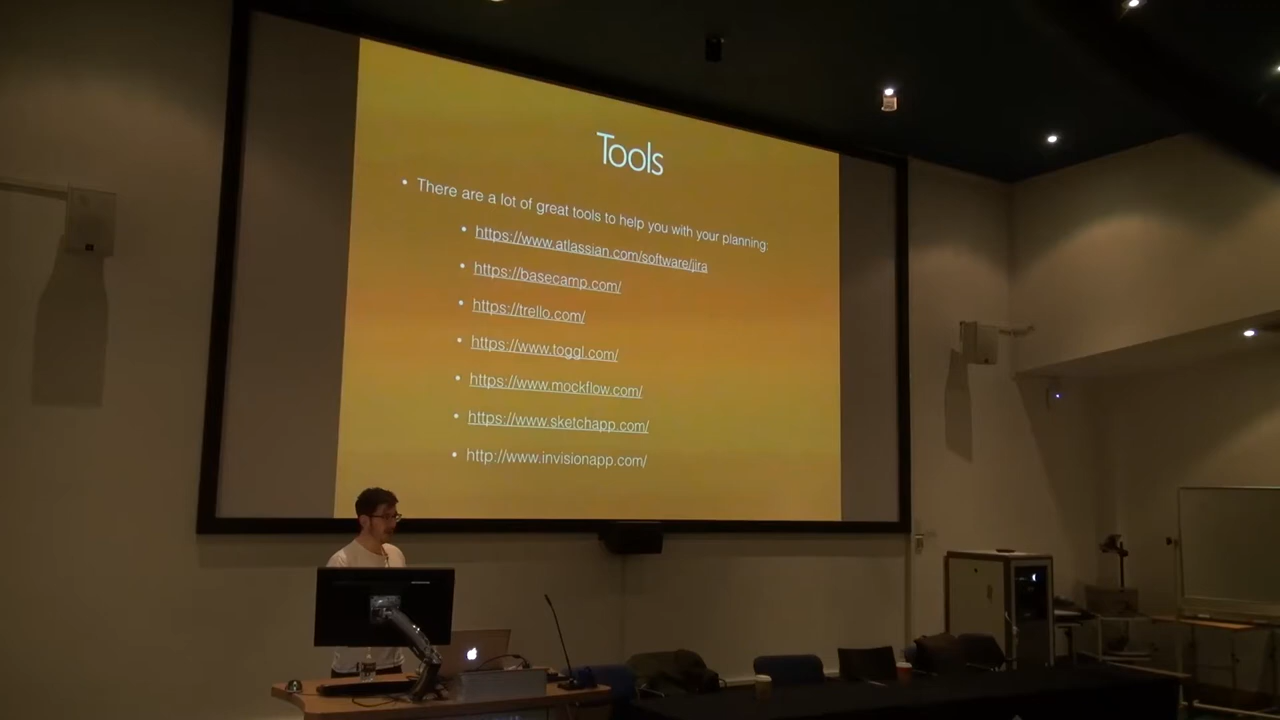 Tools
• There are a lot of great tools to help you with your planning:
• https://www.atlassian.com/software/jira
• https://basecamp.com/
• https://trello.com/
• https://www.toggl.com/
• https://www.mockflow.com/
• https://www.sketchapp.com/
• http://www.invisionapp.com/